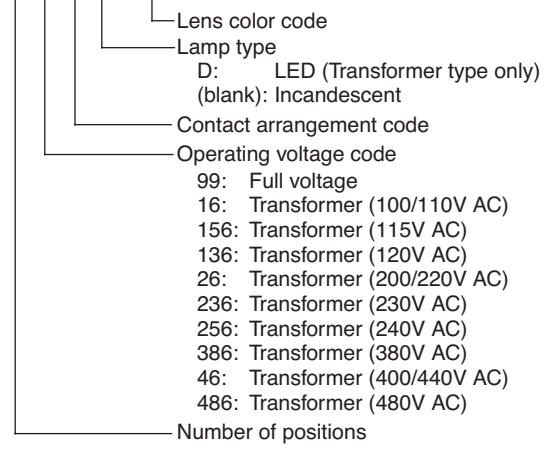 Lens color code
Lamp type
D: LED (Transformer type only)
(blank): Incandescent
Contact arrangement code
Operating voltage code
99: Full voltage
16: Transformer (100/110V AC)
156: Transformer (115V AC)
136: Transformer (120V AC)
26: Transformer (200/220V AC)
236: Transformer (230V AC)
256: Transformer (240V AC)
386: Transformer (380V AC)
46: Transformer (400/440V AC)
486: Transformer (480V AC)
Number of positions